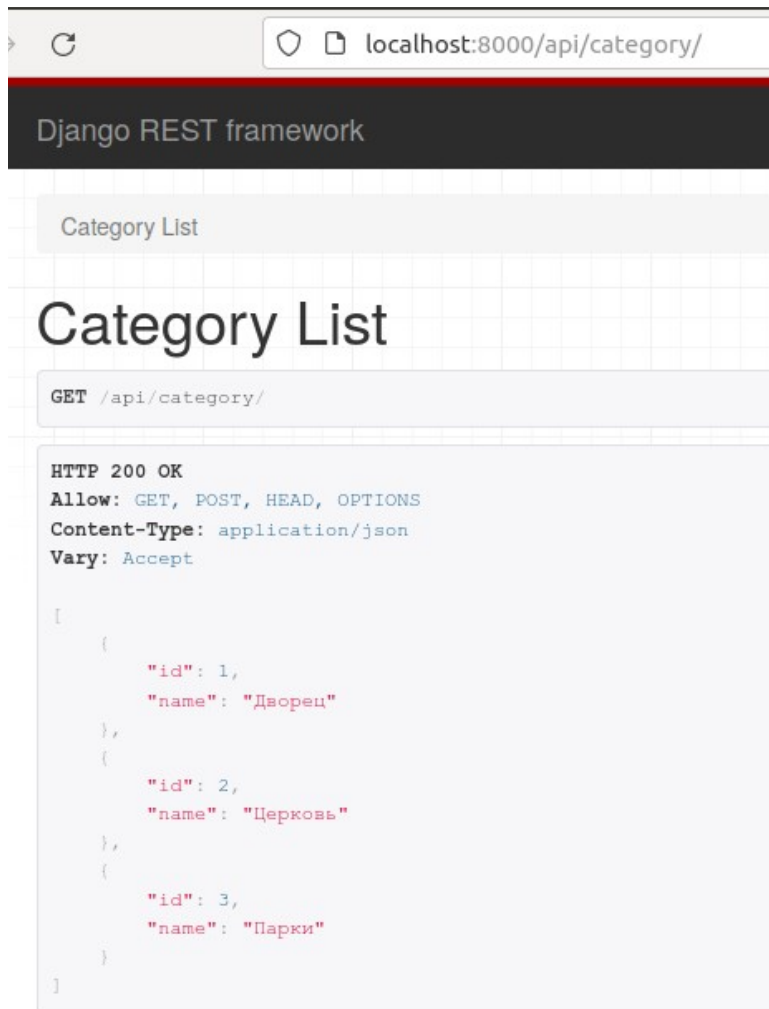 localhost:8000/api/category/
Django REST framework
Category List
Category List
GET /api/category/
HTTP 200 OK
Allow: GET, POST, HEAD, OPTIONS
Content-Type: application/json
Vary: Accept
[
{
"id": 1,
"name": "Дворец"
},
{
"id": 2,
"name": "Церковь"
},
{
"id": 3,
"name": "Парки"
}
]